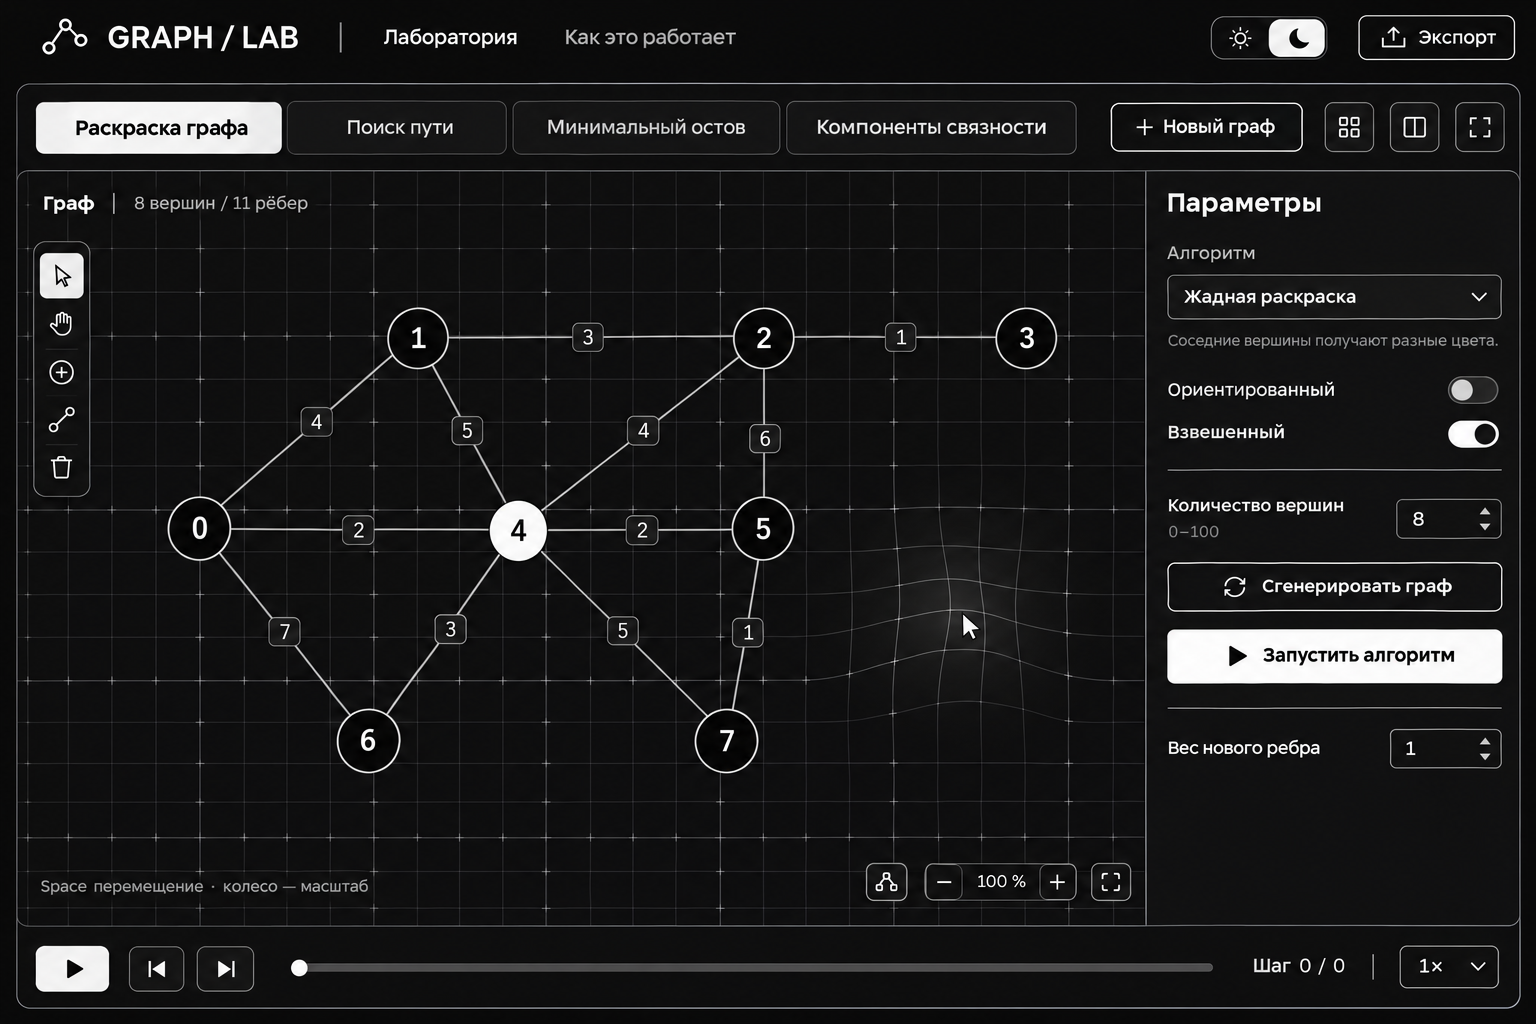 GRAPH / LAB
Лаборатория
Как это работает
Экспорт
Раскраска графа
Поиск пути
Минимальный остов
Компоненты связности
+ Новый граф
Граф | 8 вершин / 11 рёбер
Параметры
Алгоритм
Жадная раскраска
Соседние вершины получают разные цвета.
Ориентированный
Взвешенный
Количество вершин
0–100
8
Сгенерировать граф
Запустить алгоритм
Вес нового ребра
1
1
3
2
1
3
4
5
4
6
0
2
4
2
5
7
3
5
1
6
7
Space перемещение · колесо — масштаб
− 100 % +
Шаг 0 / 0
1×